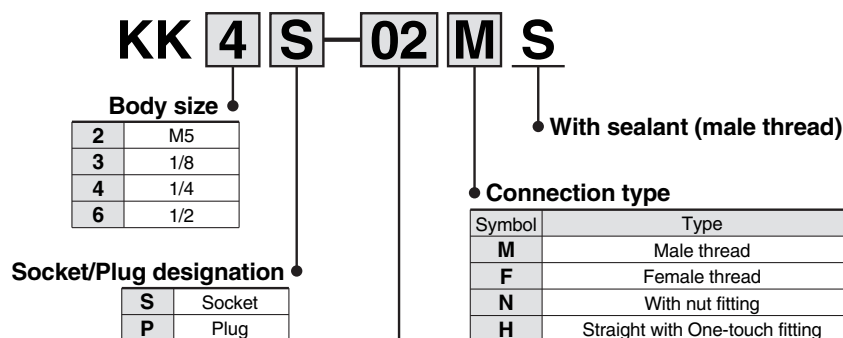 KK 4 S-02 M S
Body size
2 M5
3 1/8
4 1/4
6 1/2
Socket/Plug designation
S Socket
P Plug
With sealant (male thread)
Connection type
Symbol Type
M Male thread
F Female thread
N With nut fitting
H Straight with One-touch fitting